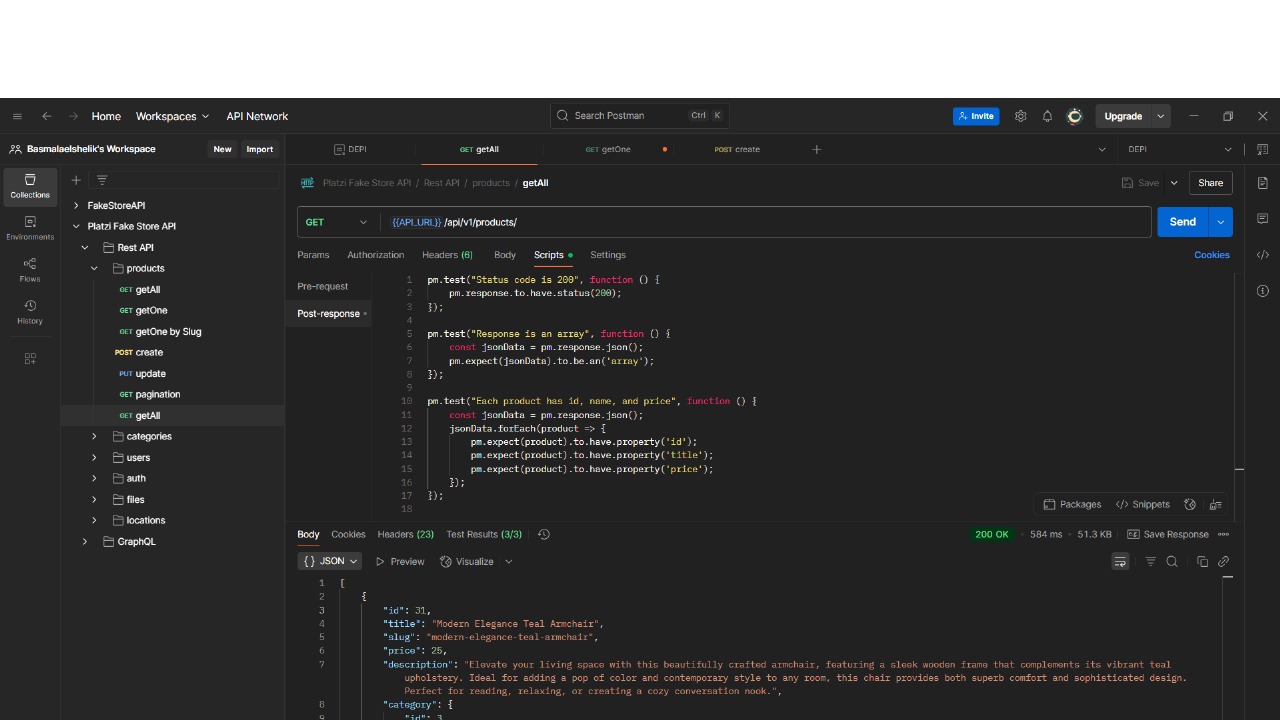 Home Workspaces API Network Search Postman Ctrl K Invite Upgrade
Basmalaelshelik's Workspace New Import DEPI GET getAll GET getOne POST create DEPI
Collections
Environments
Flows
History
FakeStoreAPI
Platzi Fake Store API
Rest API
products
GET getAll
GET getOne
GET getOne by Slug
POST create
PUT update
GET pagination
GET getAll
categories
users
auth
files
locations
GraphQL
HTTP Platzi Fake Store API / Rest API / products / getAll Save Share
GET {{API_URL}} /api/v1/products/ Send
Params Authorization Headers (6) Body Scripts Settings Cookies
Pre-request
Post-response
1 pm.test("Status code is 200", function () {
2 pm.response.to.have.status(200);
3 });
4
5 pm.test("Response is an array", function () {
6 const jsonData = pm.response.json();
7 pm.expect(jsonData).to.be.an('array');
8 });
9
10 pm.test("Each product has id, name, and price", function () {
11 const jsonData = pm.response.json();
12 jsonData.forEach(product => {
13 pm.expect(product).to.have.property('id');
14 pm.expect(product).to.have.property('title');
15 pm.expect(product).to.have.property('price');
16 });
17 });
18
Packages </> Snippets
Body Cookies Headers (23) Test Results (3/3) 200 OK • 584 ms • 51.3 KB Save Response
{} JSON Preview Visualize
1 [
2 {
3 "id": 31,
4 "title": "Modern Elegance Teal Armchair",
5 "slug": "modern-elegance-teal-armchair",
6 "price": 25,
7 "description": "Elevate your living space with this beautifully crafted armchair, featuring a sleek wooden frame that complements its vibrant teal
upholstery. Ideal for adding a pop of color and contemporary style to any room, this chair provides both superb comfort and sophisticated design.
Perfect for reading, relaxing, or creating a cozy conversation nook.",
8 "category": {
9 "id": 3,